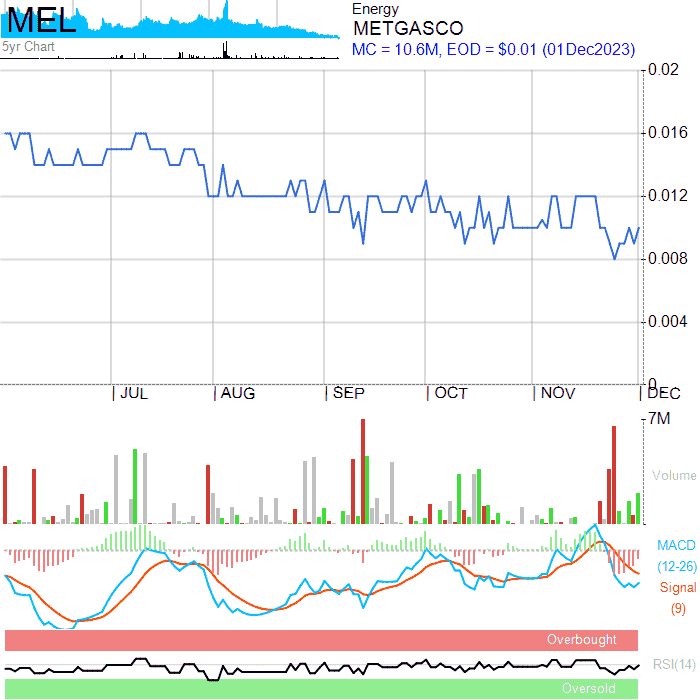 MEL
5yr Chart
Energy
METGASCO
MC = 10.6M, EOD = $0.01 (01Dec2023)
0.02
0.016
0.012
0.008
0.004
0
JUL AUG SEP OCT NOV DEC
7M
Volume
MACD
(12-26)
Signal
(9)
Overbought
RSI(14)
Oversold